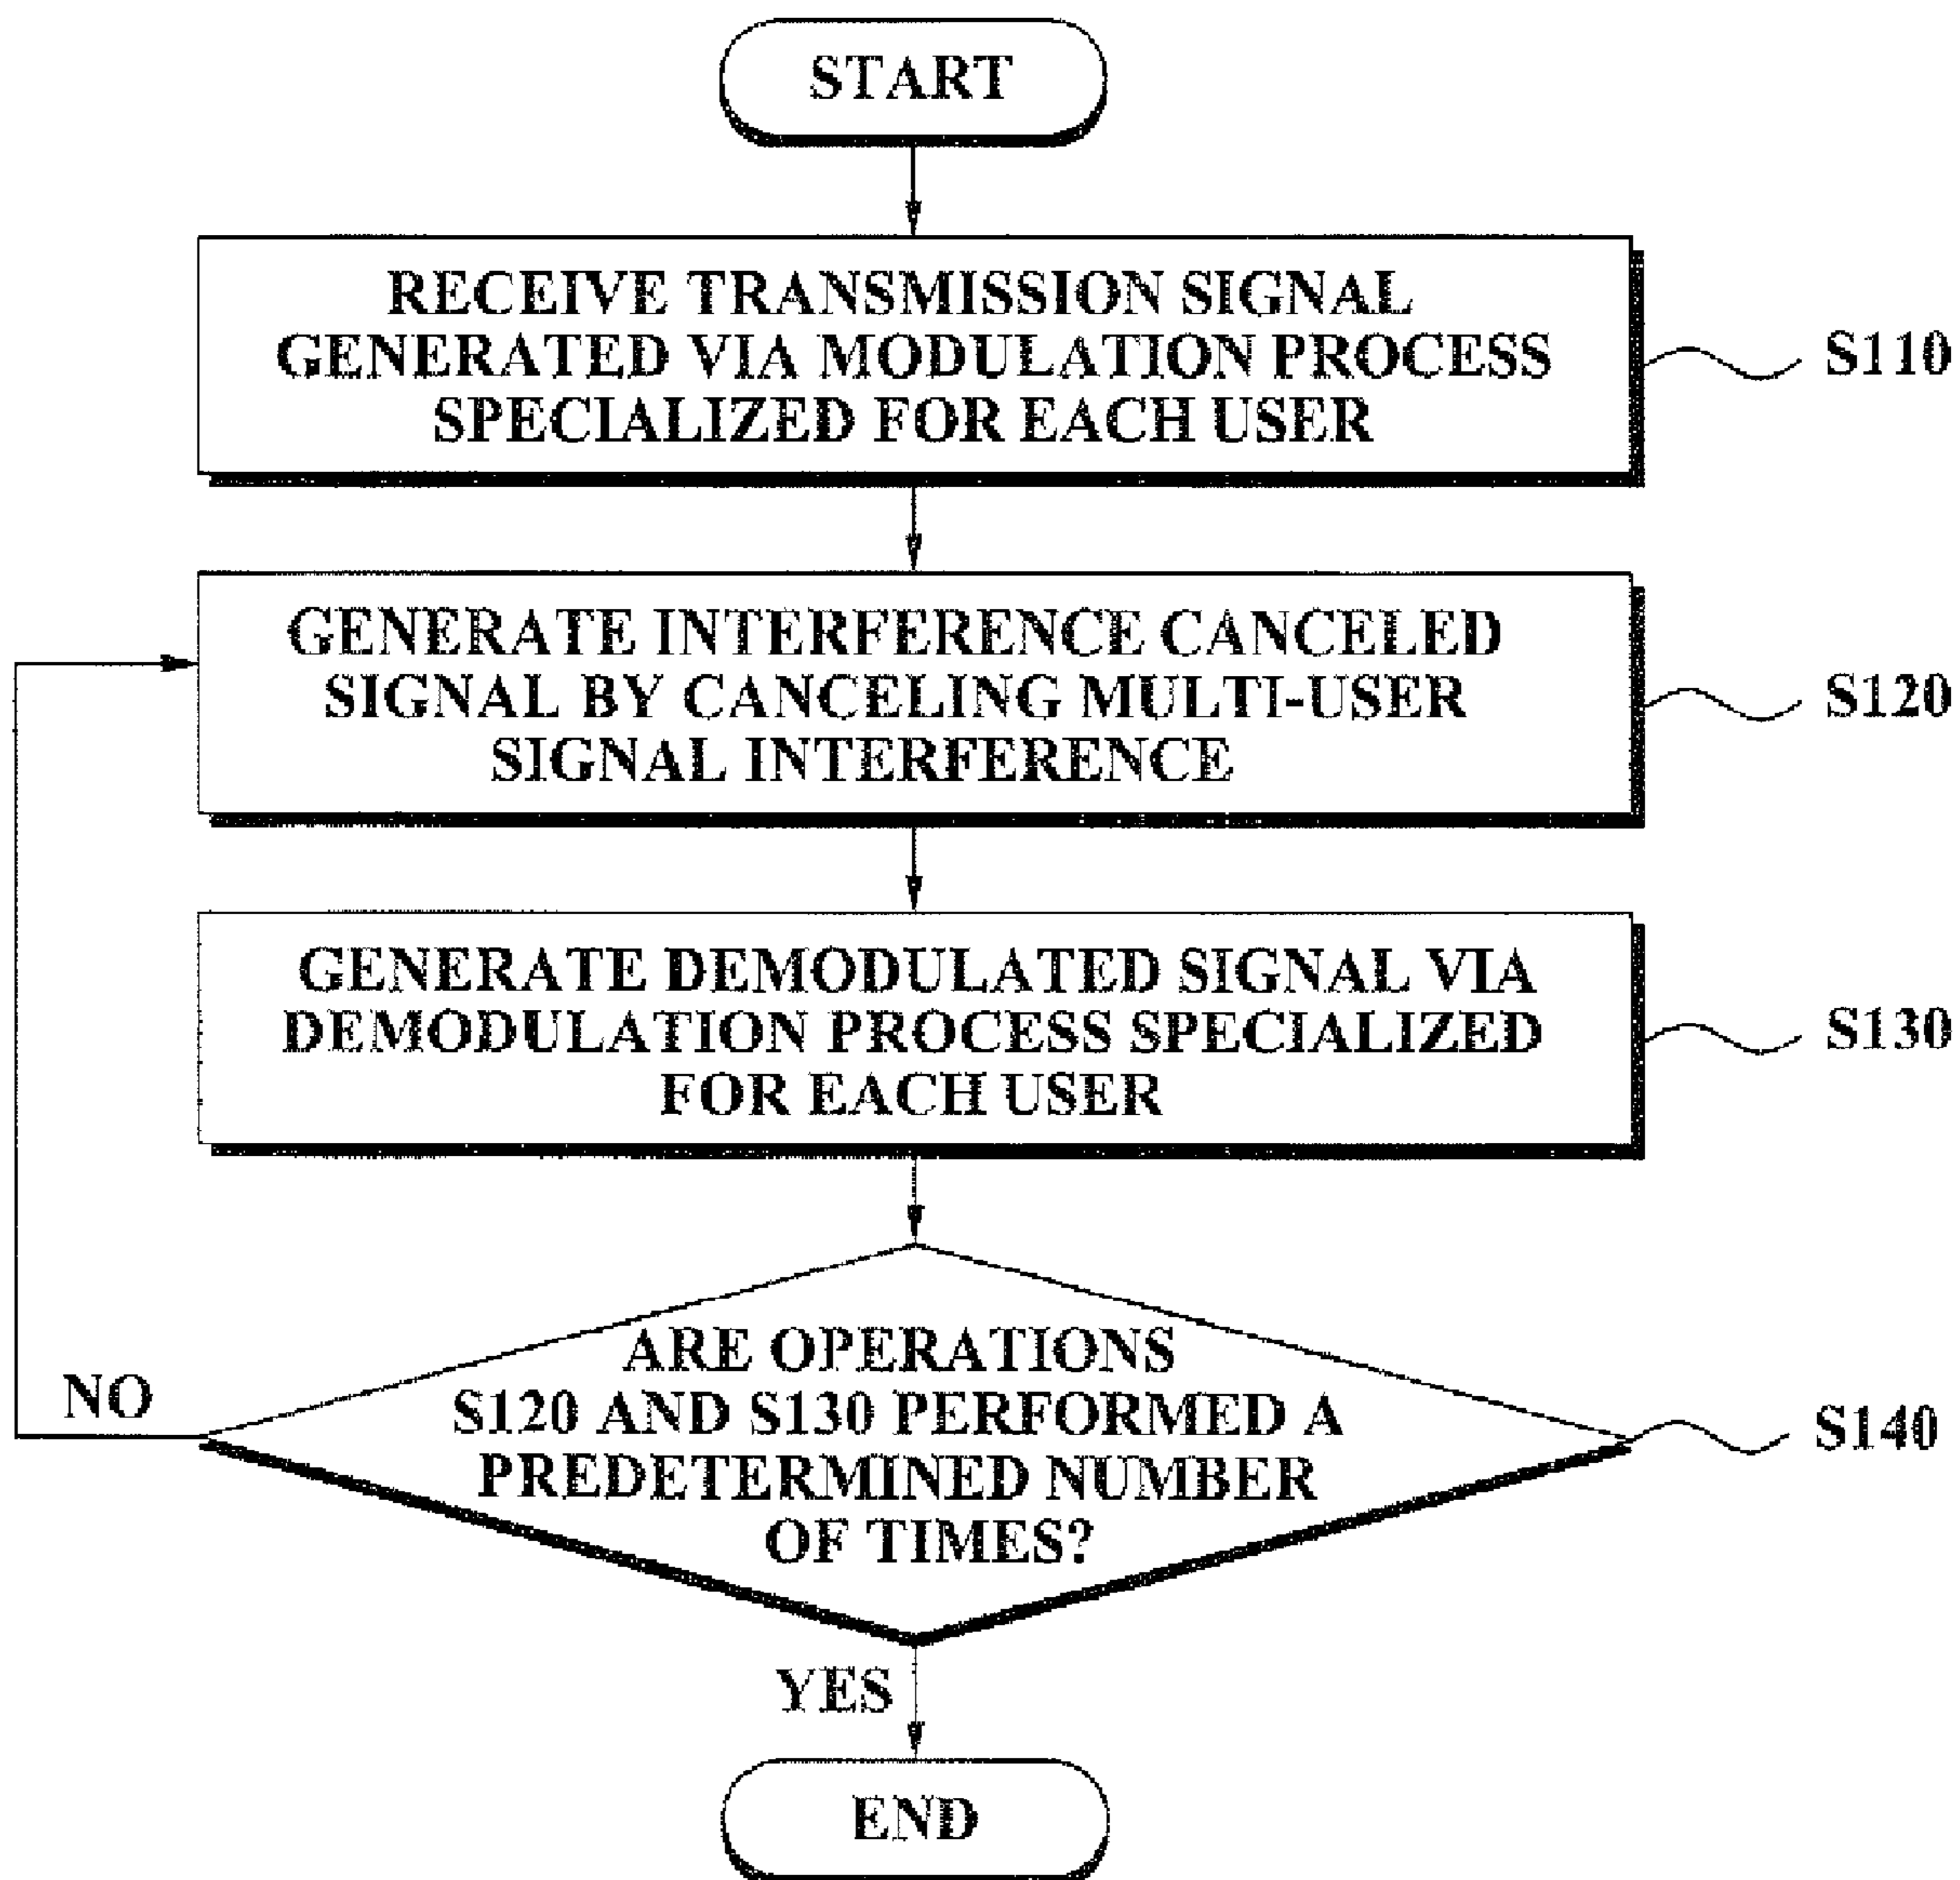 START
RECEIVE TRANSMISSION SIGNAL
GENERATED VIA MODULATION PROCESS
SPECIALIZED FOR EACH USER
S110
GENERATE INTERFERENCE CANCELED
SIGNAL BY CANCELING MULTI-USER
SIGNAL INTERFERENCE
S120
GENERATE DEMODULATED SIGNAL VIA
DEMODULATION PROCESS SPECIALIZED
FOR EACH USER
S130
ARE OPERATIONS
S120 AND S130 PERFORMED A
PREDETERMINED NUMBER
OF TIMES?
S140
NO
YES
END